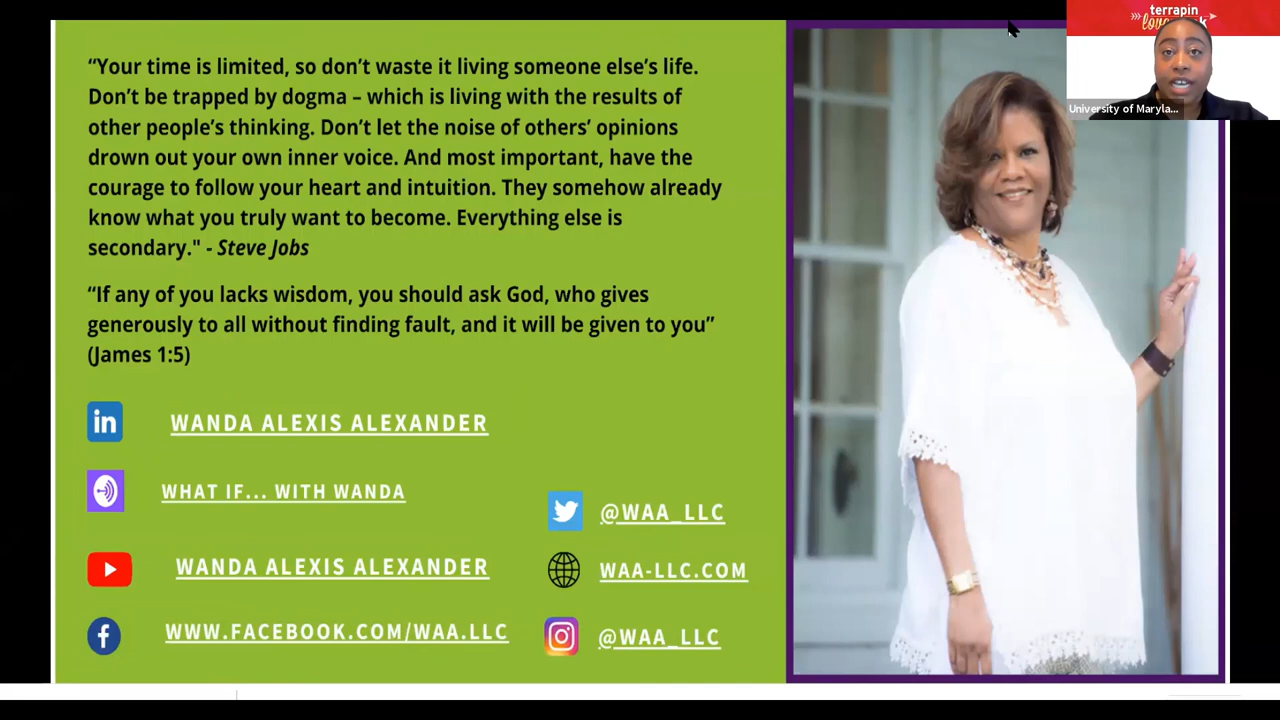 “Your time is limited, so don’t waste it living someone else’s life.
Don’t be trapped by dogma – which is living with the results of
other people’s thinking. Don’t let the noise of others’ opinions
drown out your own inner voice. And most important, have the
courage to follow your heart and intuition. They somehow already
know what you truly want to become. Everything else is
secondary." - Steve Jobs
“If any of you lacks wisdom, you should ask God, who gives
generously to all without finding fault, and it will be given to you”
(James 1:5)
in WANDA ALEXIS ALEXANDER
WHAT IF... WITH WANDA
WANDA ALEXIS ALEXANDER
f WWW.FACEBOOK.COM/WAA.LLC
@WAA_LLC
WAA-LLC.COM
@WAA_LLC
terrapin
University of Maryla...